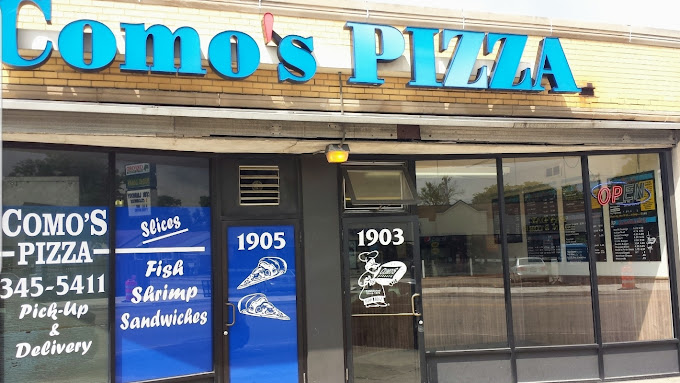 Como's PIZZA
COMO'S
PIZZA
345-5411
Pick-Up
&
Delivery
Slices
Fish
Shrimp
Sandwiches
1905
1903
OPEN